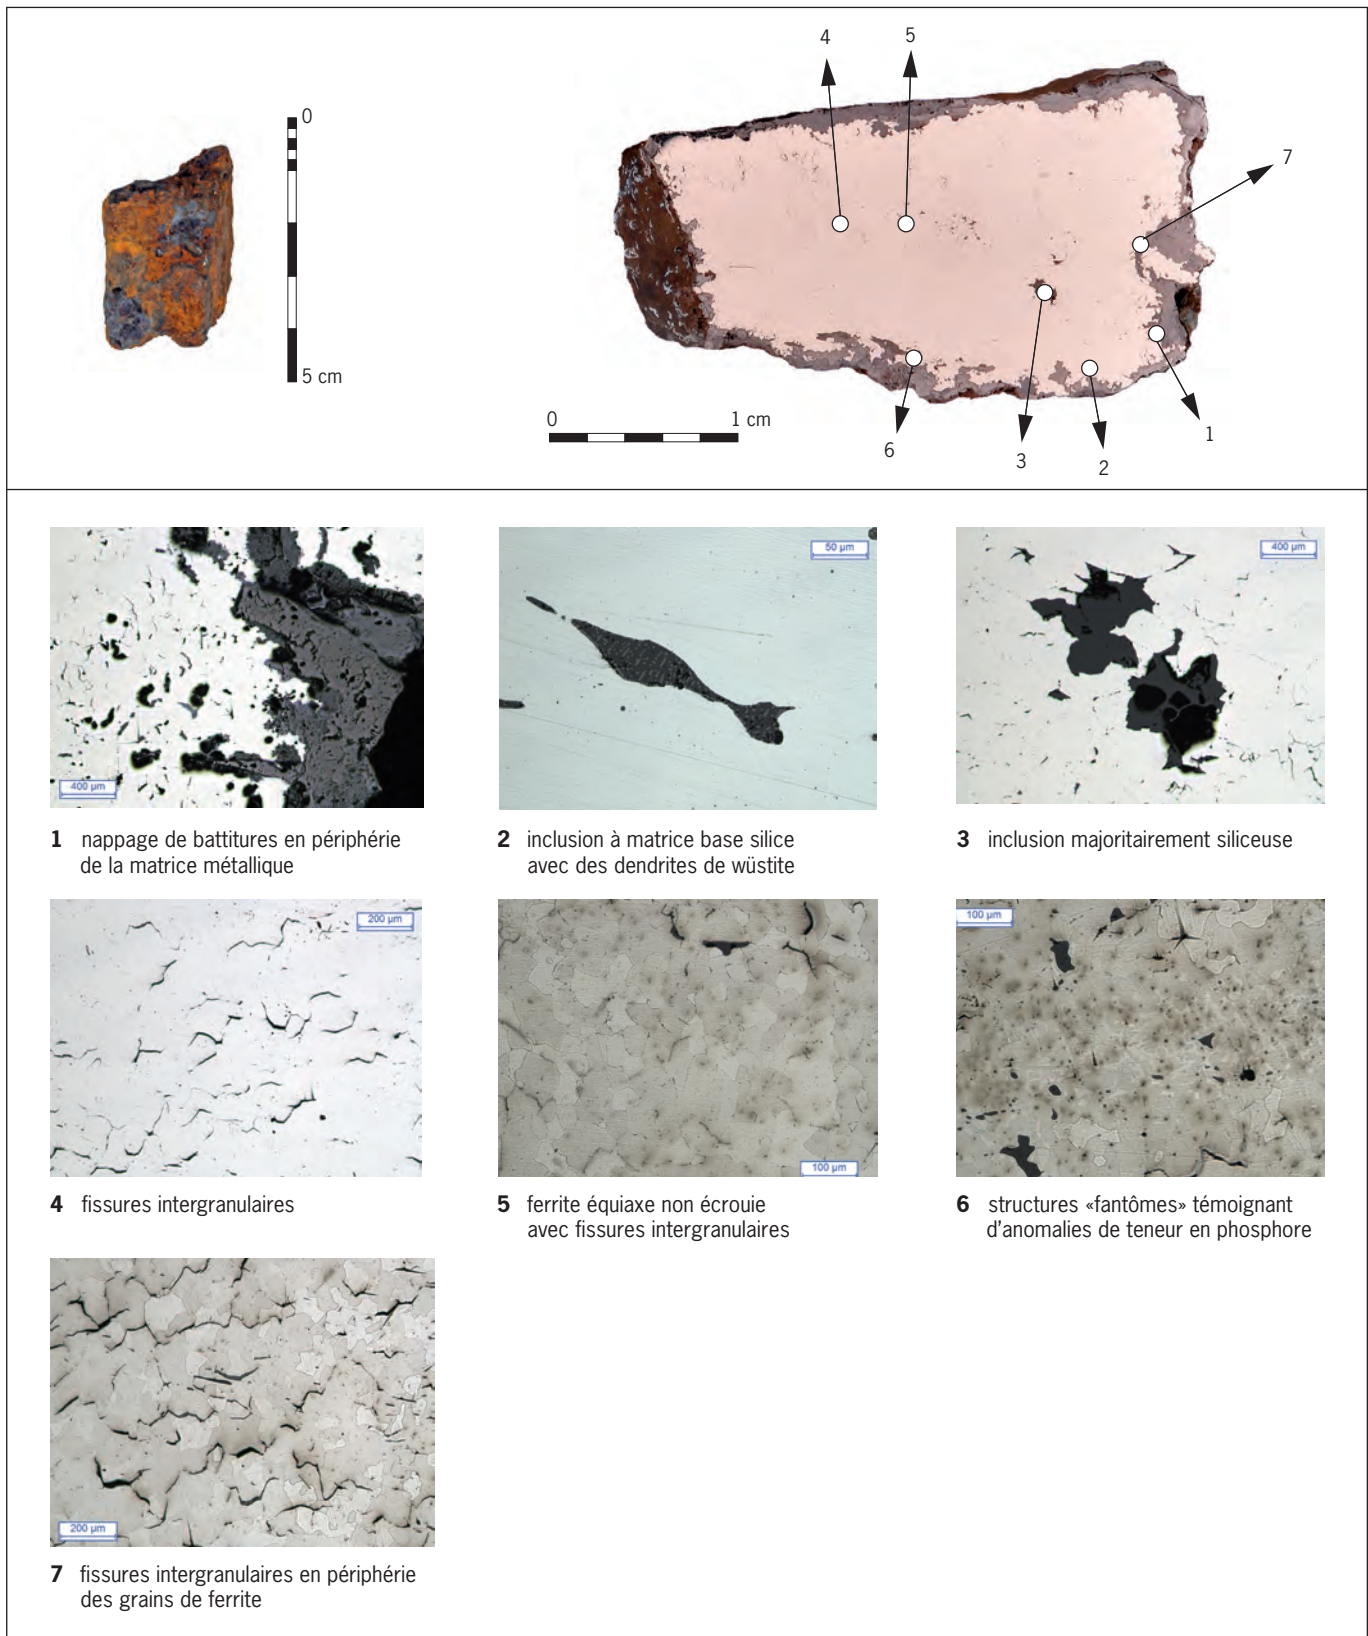 4
5
7
0
5 cm
0
1 cm
6
3
2
1
400 µm
50 µm
400 µm
1 nappage de battitures en périphérie
de la matrice métallique
2 inclusion à matrice base silice
avec des dendrites de wüstite
3 inclusion majoritairement siliceuse
200 µm
100 µm
100 µm
4 fissures intergranulaires
5 ferrite équiaxe non écrouie
avec fissures intergranulaires
6 structures «fantômes» témoignant
d'anomalies de teneur en phosphore
200 µm
7 fissures intergranulaires en périphérie
des grains de ferrite